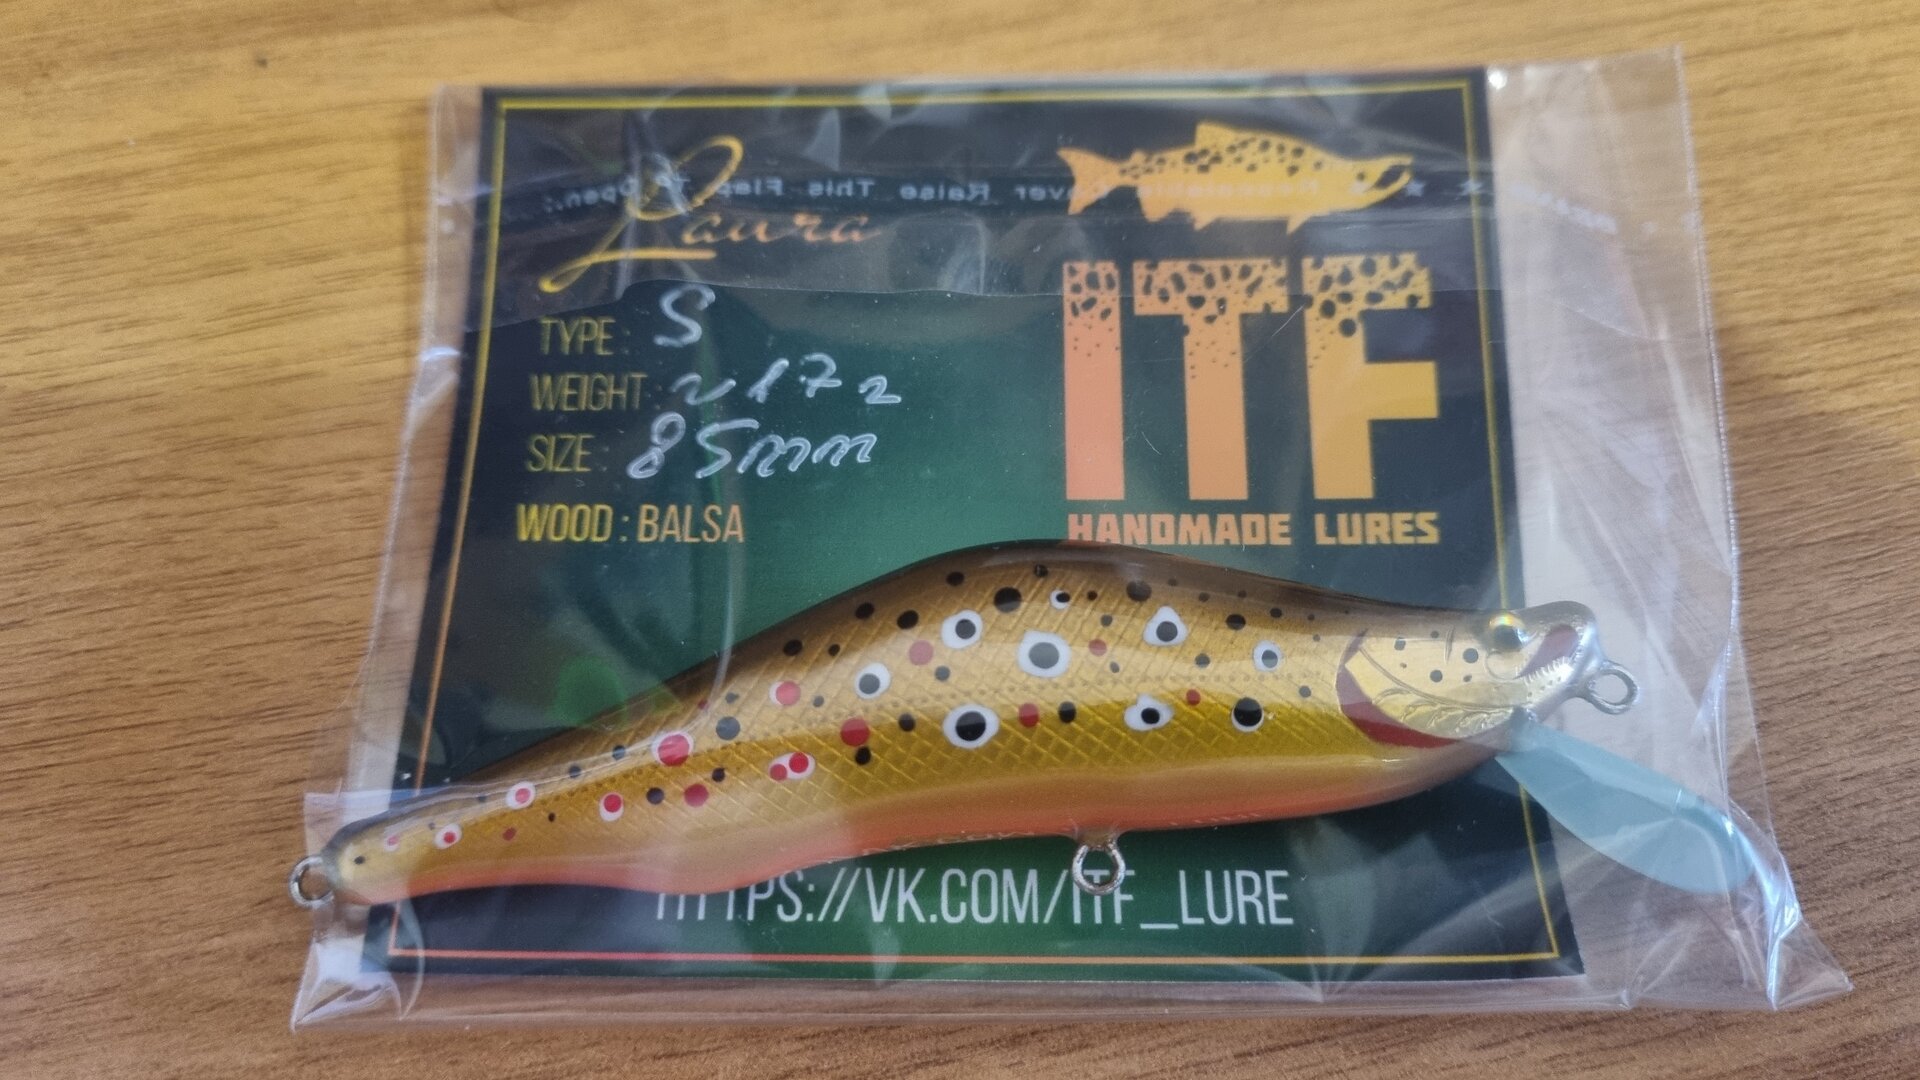 Laura
TYPE: S
WEIGHT: ~17г
SIZE: 85mm
WOOD: BALSA
ITF
HANDMADE LURES
HTTPS://VK.COM/ITF_LURE
Raise This Flap To Open